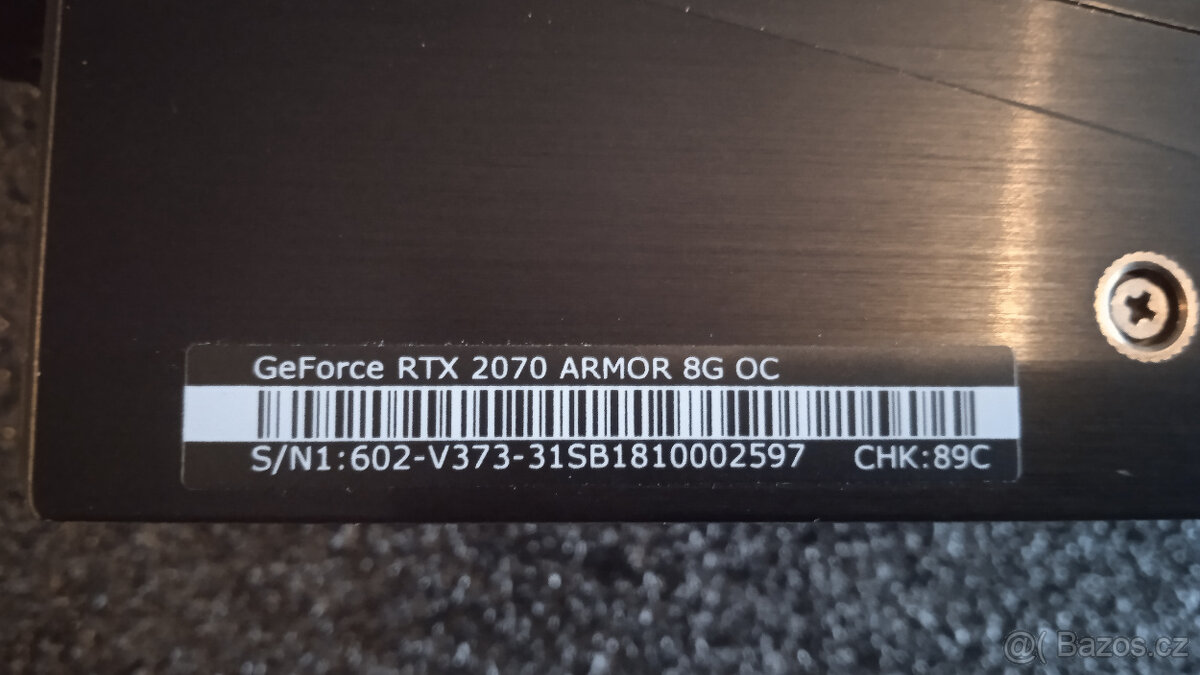 GeForce RTX 2070 ARMOR 8G OC
S/N1:602-V373-31SB1810002597 CHK:89C
@( Bazos.cz